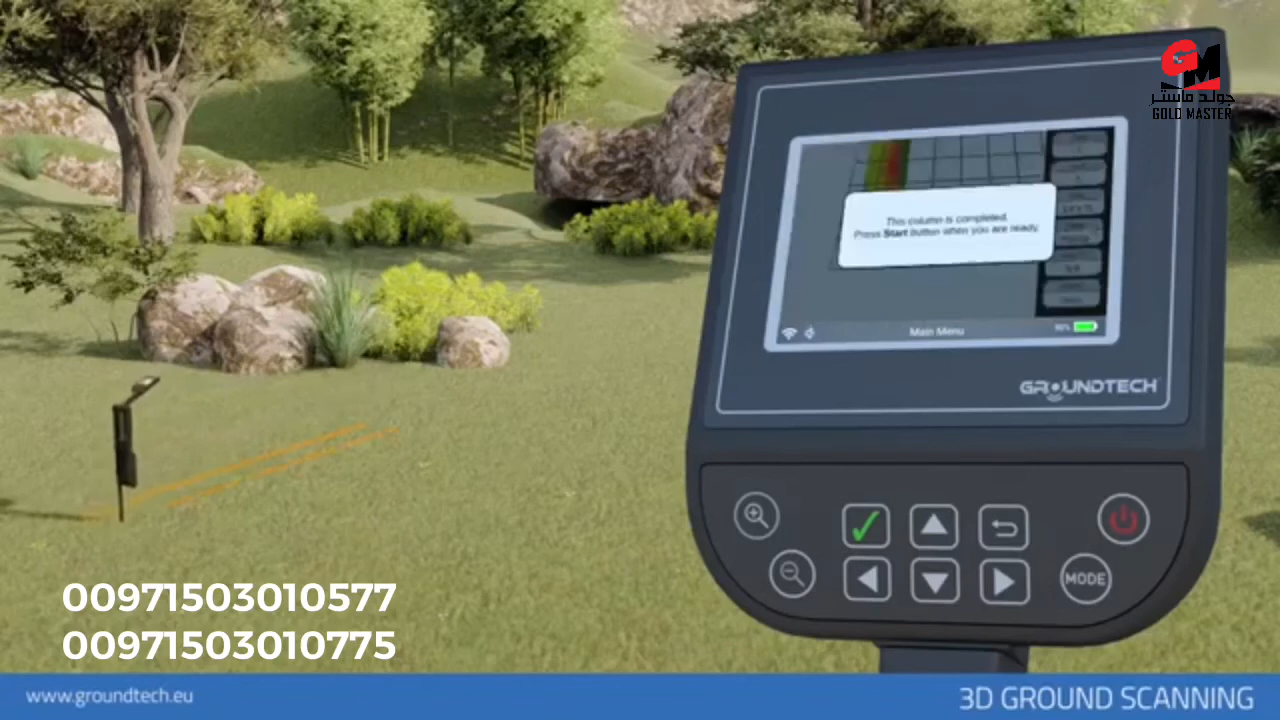 GM
جولد ماستر
GOLD MASTER
This column is completed.
Press Start button when you are ready.
Main Menu
GROUNDTECH
MODE
00971503010577
00971503010775
www.groundtech.eu
3D GROUND SCANNING